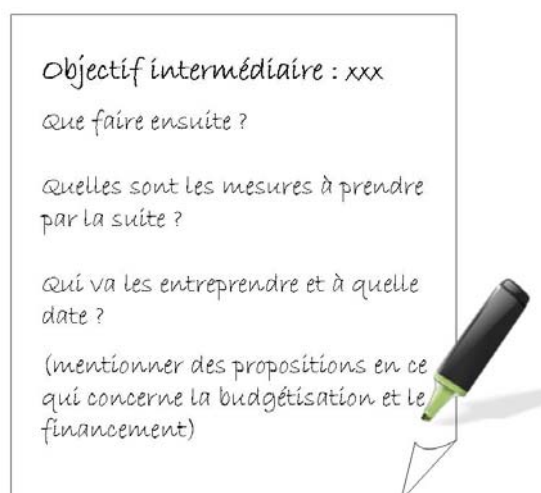 Objectif intermédiaire : xxx
Que faire ensuite ?
Quelles sont les mesures à prendre
par la suite ?
Qui va les entreprendre et à quelle
date ?
(mentionner des propositions en ce
qui concerne la budgétisation et le
financement)